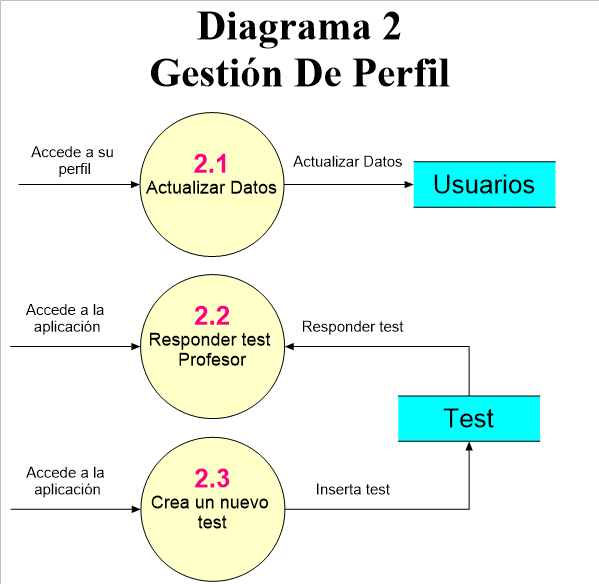 Diagrama 2
Gestión De Perfil
Accede a su
perfil
2.1
Actualizar Datos
Actualizar Datos
Usuarios
Accede a la
aplicación
2.2
Responder test
Profesor
Responder test
Test
Accede a la
aplicación
2.3
Crea un nuevo
test
Inserta test